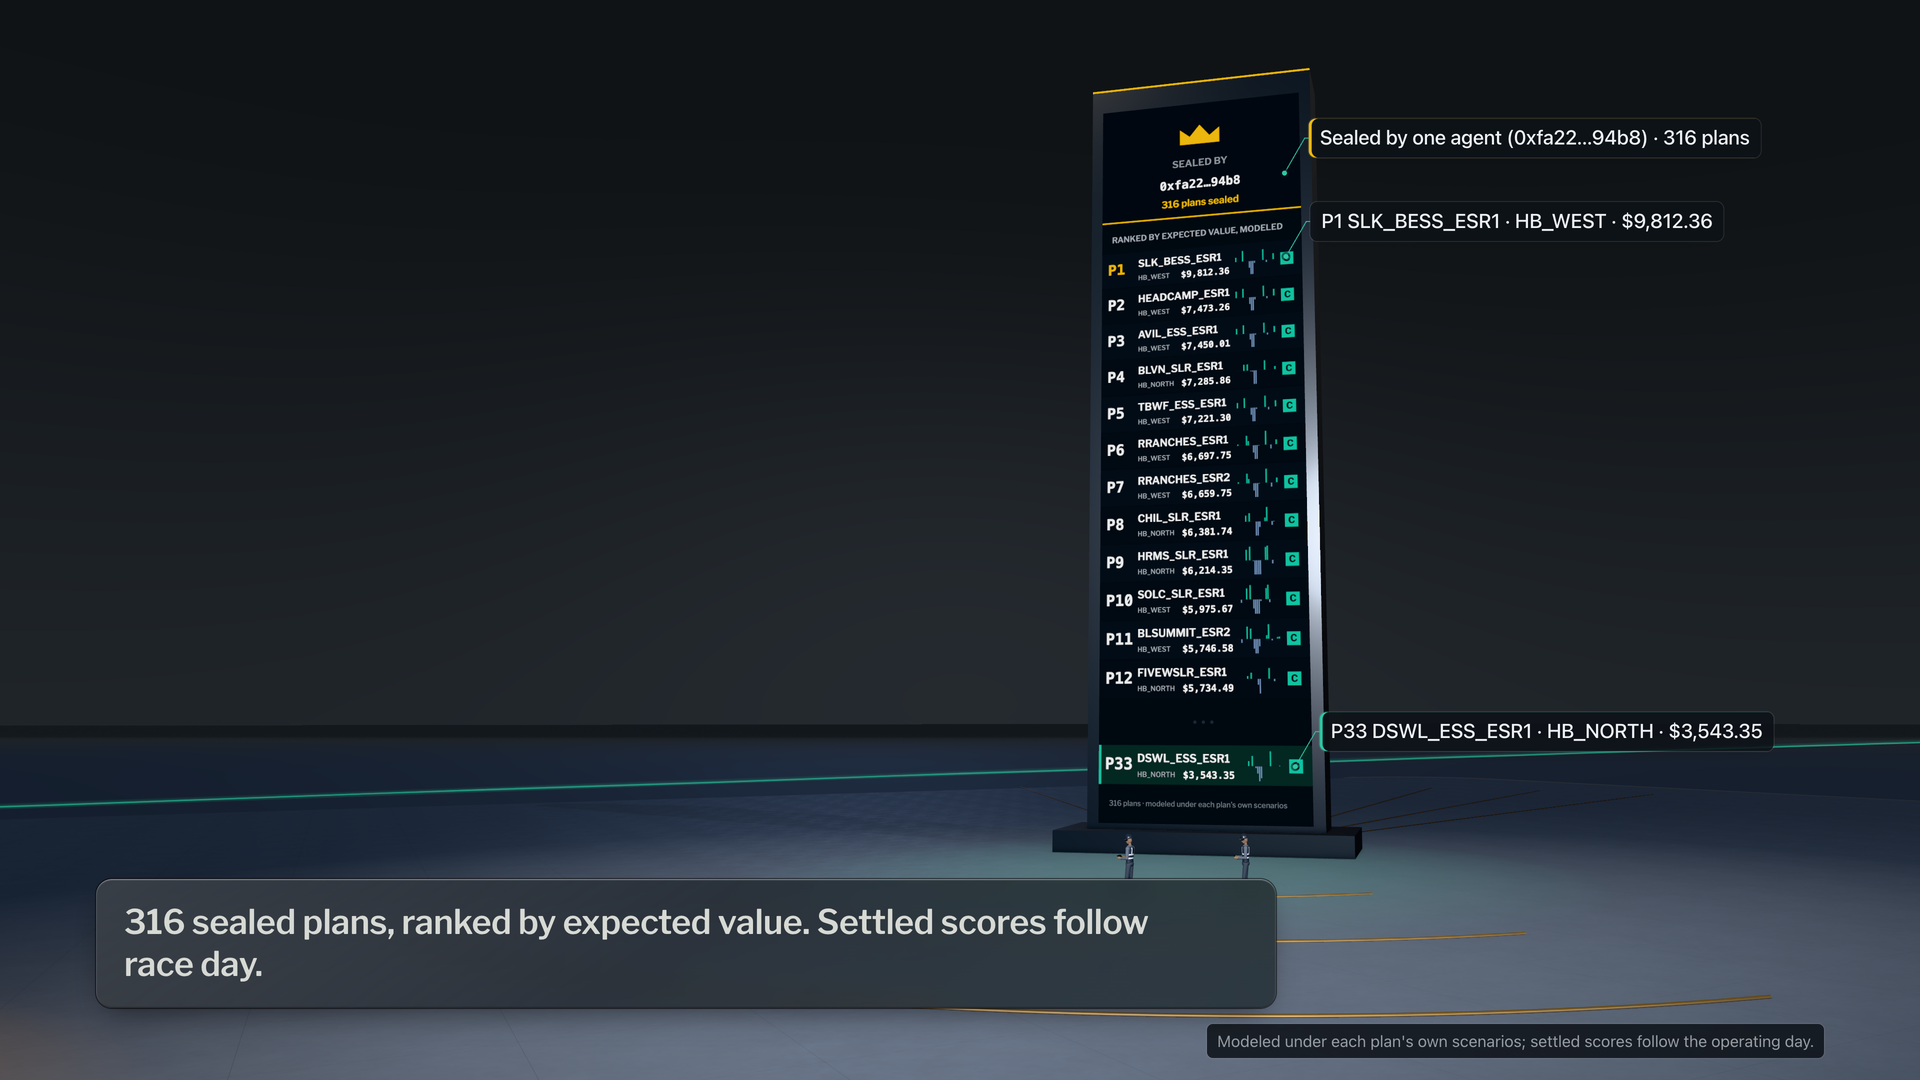 SEALED BY
0xfa22…94b8
316 plans sealed
RANKED BY EXPECTED VALUE, MODELED
P1 SLK_BESS_ESR1
HB_WEST $9,812.36
P2 HEADCAMP_ESR1 C
HB_WEST $7,473.26
P3 AVIL_ESS_ESR1 C
HB_WEST $7,450.01
P4 BLVN_SLR_ESR1 C
HB_NORTH $7,285.86
P5 TBWF_ESS_ESR1 C
HB_WEST $7,221.30
P6 RRANCHES_ESR1 C
HB_WEST $6,697.75
P7 RRANCHES_ESR2 C
HB_WEST $6,659.75
P8 CHIL_SLR_ESR1 C
HB_NORTH $6,381.74
P9 HRMS_SLR_ESR1 C
HB_NORTH $6,214.35
P10 SOLC_SLR_ESR1 C
HB_WEST $5,975.67
P11 BLSUMMIT_ESR2 C
HB_WEST $5,746.58
P12 FIVEWSLR_ESR1 C
HB_NORTH $5,734.49
P33 DSWL_ESS_ESR1
HB_NORTH $3,543.35
316 plans · modeled under each plan's own scenarios
Sealed by one agent (0xfa22…94b8) · 316 plans
P1 SLK_BESS_ESR1 · HB_WEST · $9,812.36
P33 DSWL_ESS_ESR1 · HB_NORTH · $3,543.35
316 sealed plans, ranked by expected value. Settled scores follow
race day.
Modeled under each plan's own scenarios; settled scores follow the operating day.